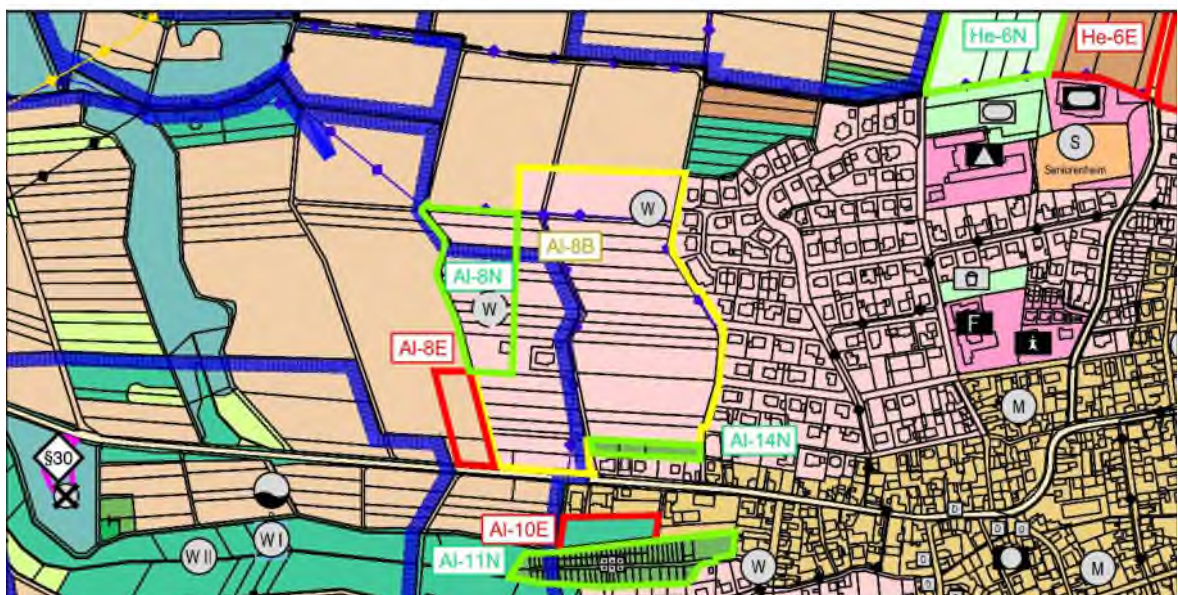 He-6N
He-6E
S
Seniorenheim
W
Al-8B
Al-8N
W
Al-8E
F
M
Al-14N
§30
Al-10E
Al-11N
W I
W II
W
M
D
D
D
D
D